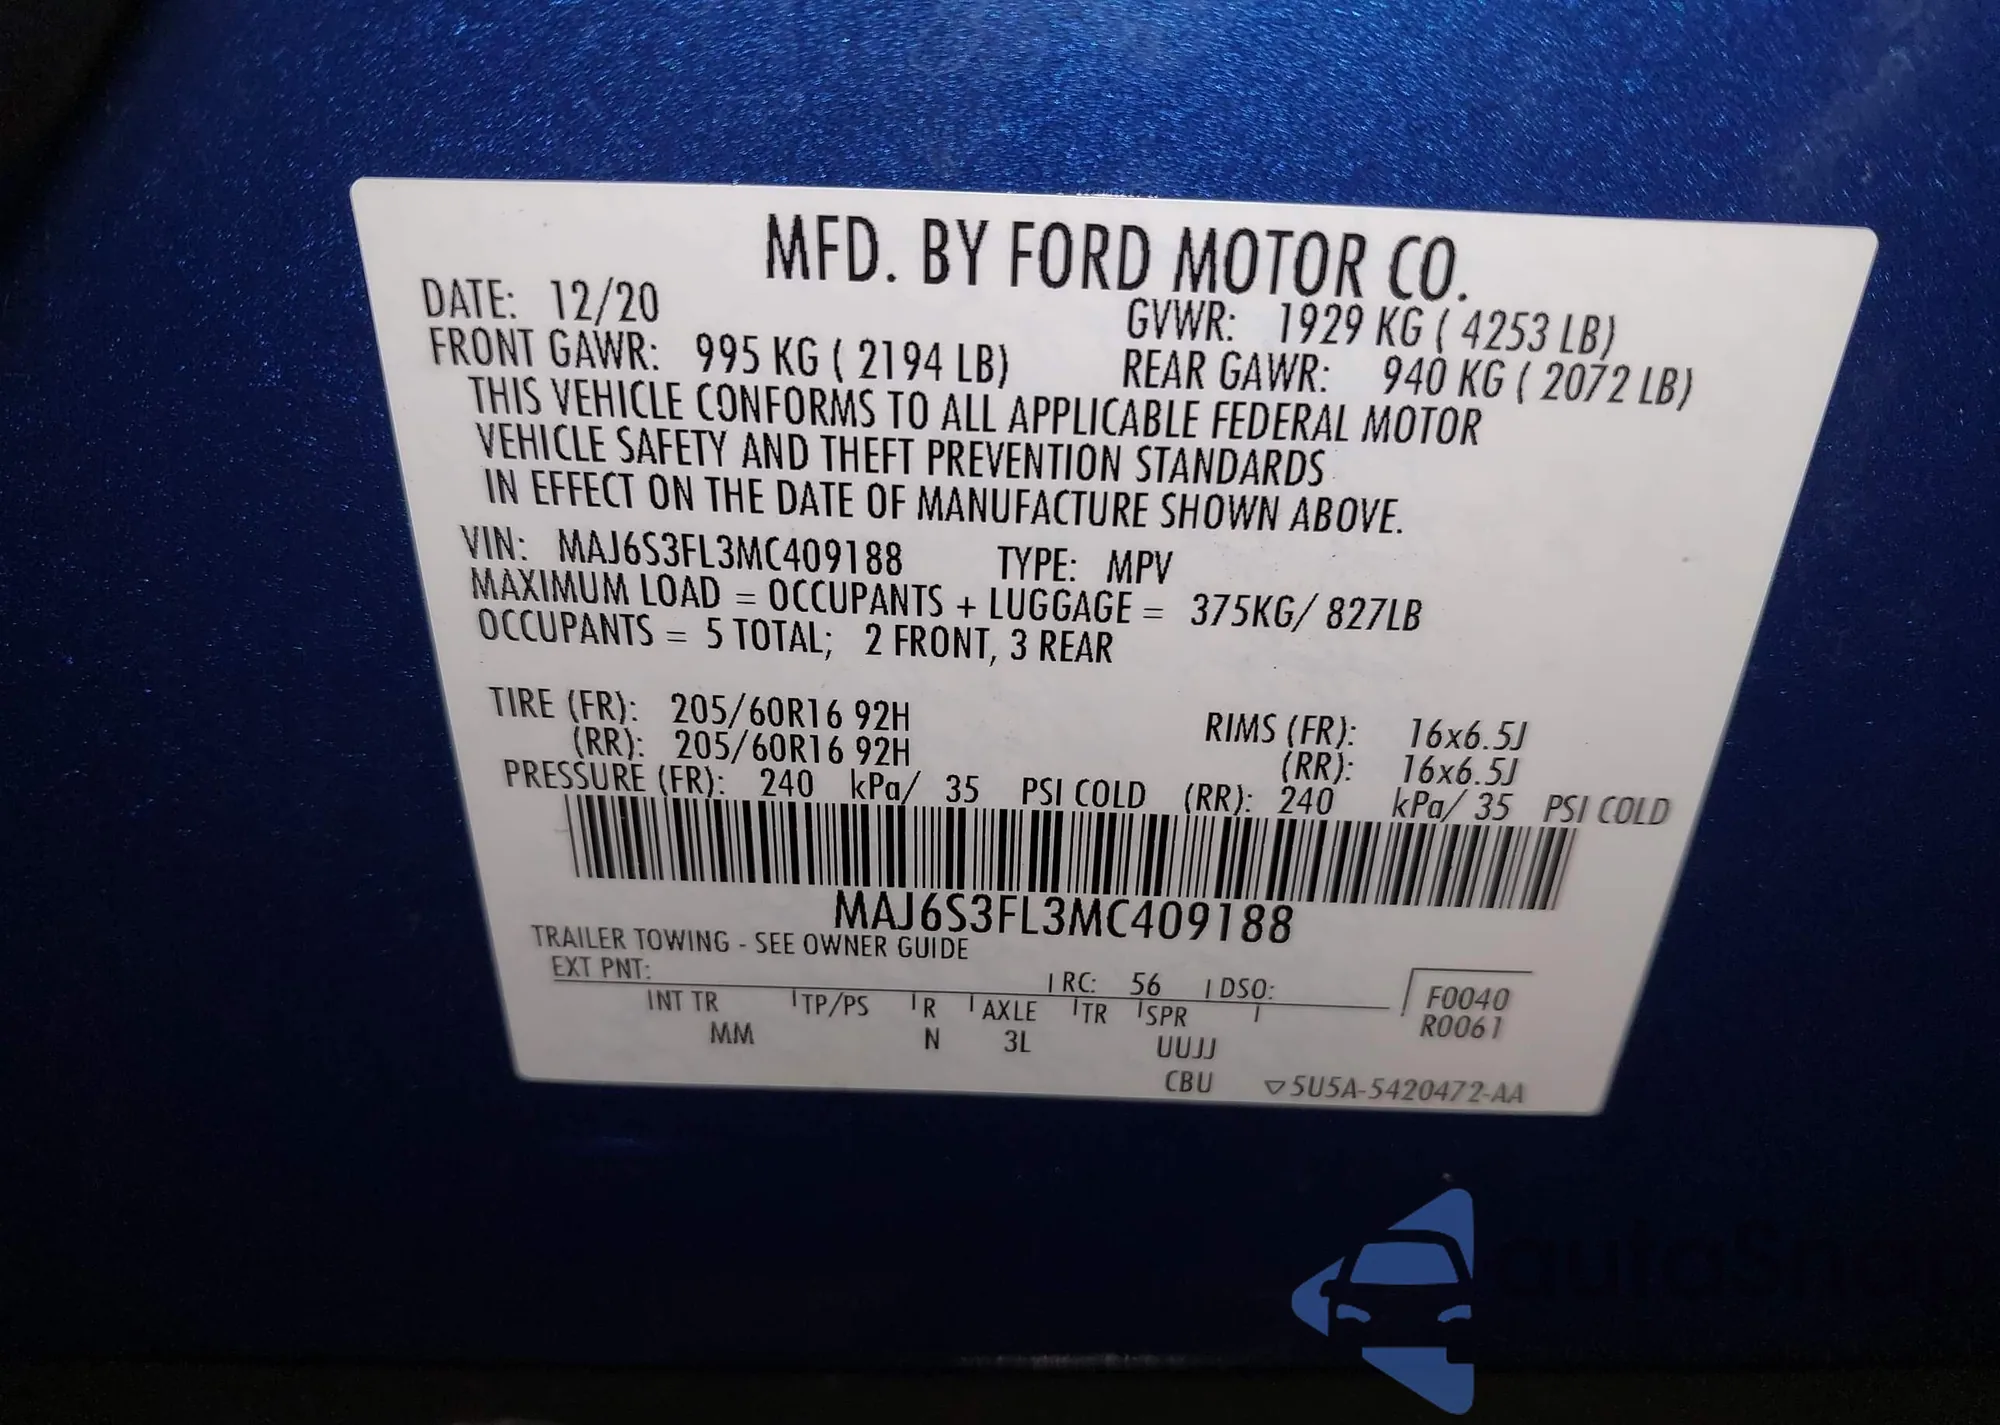 MFD. BY FORD MOTOR CO.
DATE: 12/20 GVWR: 1929 KG ( 4253 LB)
FRONT GAWR: 995 KG ( 2194 LB) REAR GAWR: 940 KG ( 2072 LB)
THIS VEHICLE CONFORMS TO ALL APPLICABLE FEDERAL MOTOR
VEHICLE SAFETY AND THEFT PREVENTION STANDARDS
IN EFFECT ON THE DATE OF MANUFACTURE SHOWN ABOVE.
VIN: MAJ6S3FL3MC409188 TYPE: MPV
MAXIMUM LOAD = OCCUPANTS + LUGGAGE = 375KG/ 827LB
OCCUPANTS = 5 TOTAL; 2 FRONT, 3 REAR
TIRE (FR): 205/60R16 92H RIMS (FR): 16x6.5J
(RR): 205/60R16 92H (RR): 16x6.5J
PRESSURE (FR): 240 kPa/ 35 PSI COLD (RR): 240 kPa/ 35 PSI COLD
MAJ6S3FL3MC409188
TRAILER TOWING - SEE OWNER GUIDE
EXT PNT: RC: 56 DSO: F0040
INT TR TP/PS R AXLE TR SPR R0061
MM N 3L UUJJ
CBU ▽5U5A-5420472-AA